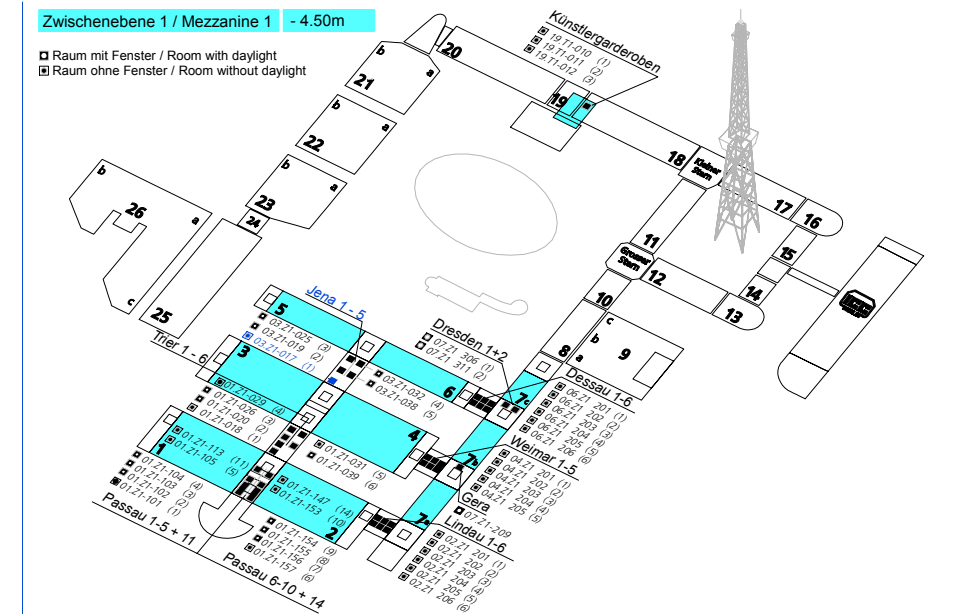 Zwischenebene 1 / Mezzanine 1
- 4.50m
Raum mit Fenster / Room with daylight
Raum ohne Fenster / Room without daylight
Künstlergarderoben
19.T1-010 (1)
19.T1-011 (2)
19.T1-012 (3)
20
19
b
a
21
b
a
22
b
a
23
24
b
a
26
c
25
18
Kleiner
Stern
17
16
15
14
13
12
11
Grosser
Stern
10
c
b
a
9
8
Jena 1 - 5
5
03.Z1-025 (3)
03.Z1-019 (2)
03.Z1-017 (1)
03.Z1-032 (4)
03.Z1-038 (5)
6
Dresden 1+2
07.Z1 306 (1)
07.Z1 311 (2)
7c
Dessau 1-6
06.Z1 201 (1)
06.Z1 202 (2)
06.Z1 203 (3)
06.Z1 204 (4)
06.Z1 205 (5)
06.Z1 206 (6)
Trier 1 - 6
3
01.Z1-029 (4)
01.Z1-026 (3)
01.Z1-020 (2)
01.Z1-018 (1)
01.Z1-031 (5)
01.Z1-039 (6)
4
7b
Weimar 1-5
04.Z1 201 (1)
04.Z1 202 (2)
04.Z1 203 (3)
04.Z1 204 (4)
04.Z1 205 (5)
Gera
07.Z1-209
1
01.Z1-113 (11)
01.Z1-105 (5)
01.Z1-104 (4)
01.Z1-103 (3)
01.Z1-102 (2)
01.Z1-101 (1)
Passau 1-5 + 11
01.Z1-147 (14)
01.Z1-153 (10)
2
01.Z1-154 (9)
01.Z1-155 (8)
01.Z1-156 (7)
01.Z1-157 (6)
Passau 6-10 + 14
7a
Lindau 1-6
02.Z1 201 (1)
02.Z1 202 (2)
02.Z1 203 (3)
02.Z1 204 (4)
02.Z1 205 (5)
02.Z1 206 (6)